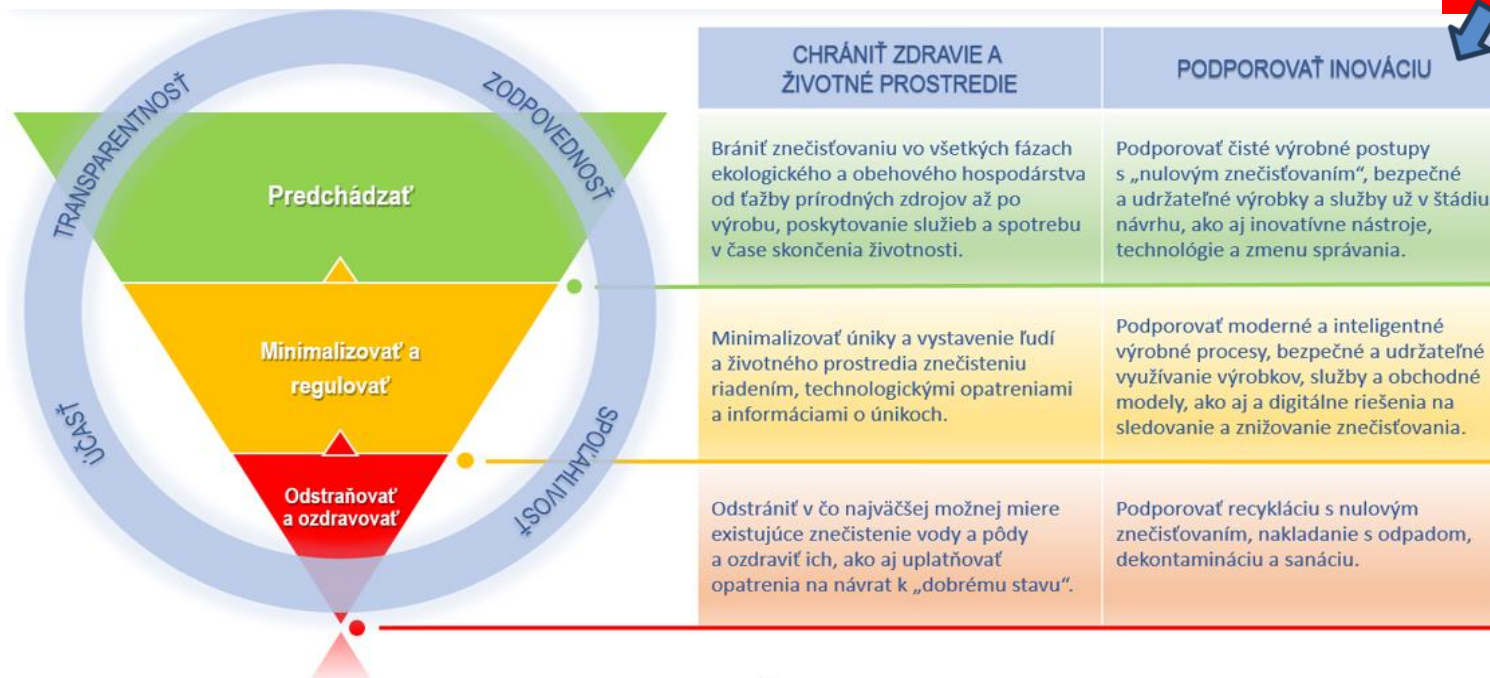 TRANSPARENTNOSŤ
ZODPOVEDNOSŤ
ÚČASŤ
SPOĽAHLIVOSŤ
Predchádzať
Minimalizovať a
regulovať
Odstraňovať
a ozdravovať
CHRÁNIŤ ZDRAVIE A
ŽIVOTNÉ PROSTREDIE
PODPOROVAŤ INOVÁCIU
Brániť znečisťovaniu vo všetkých fázach
ekologického a obehového hospodárstva
od ťažby prírodných zdrojov až po
výrobu, poskytovanie služieb a spotrebu
v čase skončenia životnosti.
Podporovať čisté výrobné postupy
s „nulovým znečisťovaním“, bezpečné
a udržateľné výrobky a služby už v štádiu
návrhu, ako aj inovatívne nástroje,
technológie a zmenu správania.
Minimalizovať úniky a vystavenie ľudí
a životného prostredia znečisteniu
riadením, technologickými opatreniami
a informáciami o únikoch.
Podporovať moderné a inteligentné
výrobné procesy, bezpečné a udržateľné
využívanie výrobkov, služby a obchodné
modely, ako aj a digitálne riešenia na
sledovanie a znižovanie znečisťovania.
Odstrániť v čo najväčšej možnej miere
existujúce znečistenie vody a pôdy
a ozdraviť ich, ako aj uplatňovať
opatrenia na návrat k „dobrému stavu“.
Podporovať recykláciu s nulovým
znečisťovaním, nakladanie s odpadom,
dekontamináciu a sanáciu.